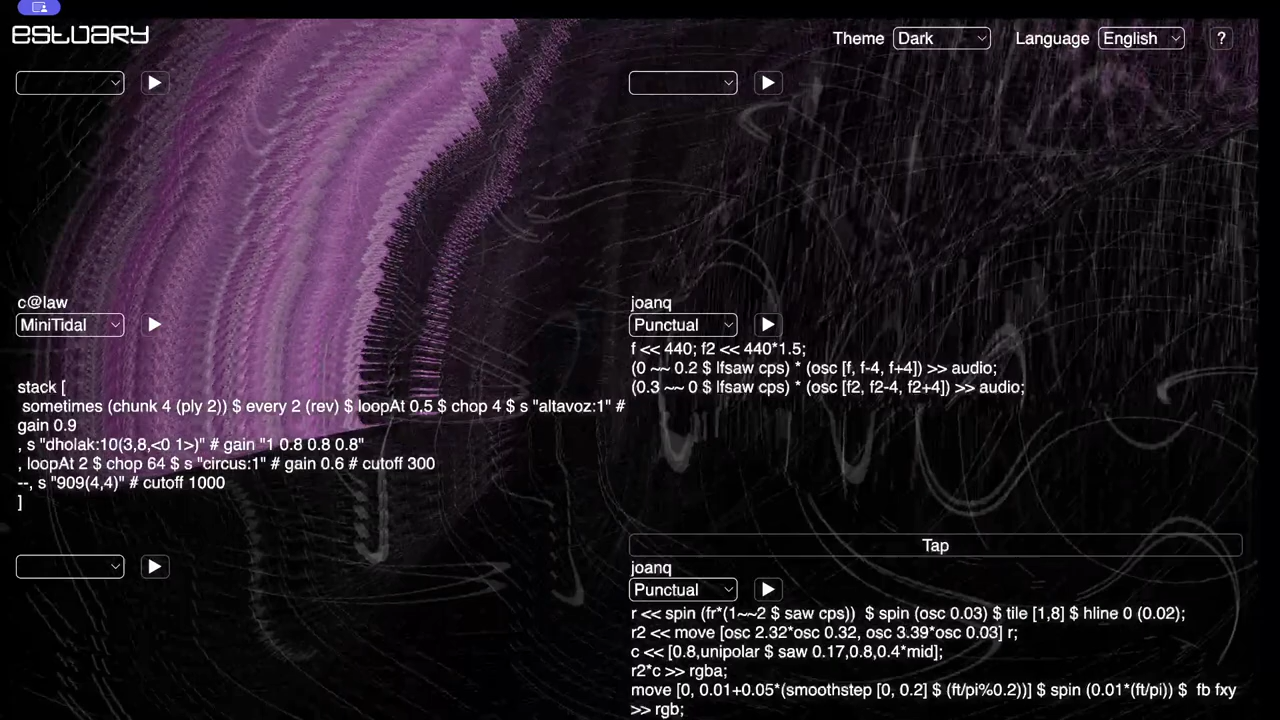 estuary
Theme Dark Language English ?
c@law
MiniTidal
stack [
sometimes (chunk 4 (ply 2)) $ every 2 (rev) $ loopAt 0.5 $ chop 4 $ s "altavoz:1" #
gain 0.9
, s "dholak:10(3,8,<0 1>)" # gain "1 0.8 0.8 0.8"
, loopAt 2 $ chop 64 $ s "circus:1" # gain 0.6 # cutoff 300
--, s "909(4,4)" # cutoff 1000
]
joanq
Punctual
f << 440; f2 << 440*1.5;
(0 ~~ 0.2 $ lfsaw cps) * (osc [f, f-4, f+4]) >> audio;
(0.3 ~~ 0 $ lfsaw cps) * (osc [f2, f2-4, f2+4]) >> audio;
Tap
joanq
Punctual
r << spin (fr*(1~~2 $ saw cps))  $ spin (osc 0.03) $ tile [1,8] $ hline 0 (0.02);
r2 << move [osc 2.32*osc 0.32, osc 3.39*osc 0.03] r;
c << [0.8,unipolar $ saw 0.17,0.8,0.4*mid];
r2*c >> rgba;
move [0, 0.01+0.05*(smoothstep [0, 0.2] $ (ft/pi%0.2))] $ spin (0.01*(ft/pi)) $  fb fxy
>> rgb;